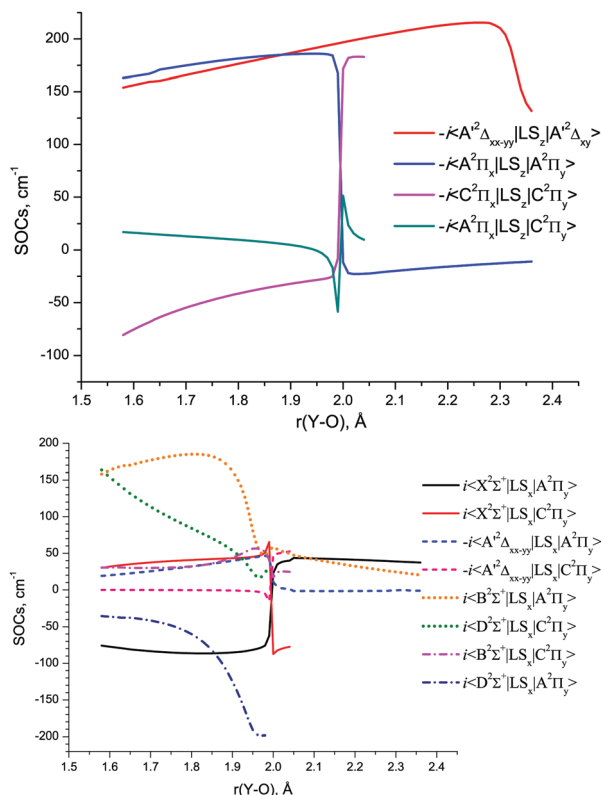 200
150
100
50
0
-50
-100
SOCs, cm⁻¹
-i<A'²Δxx-yy|LSz|A'²Δxy>
-i<A²Πx|LSz|A²Πy>
-i<C²Πx|LSz|C²Πy>
-i<A²Πx|LSz|C²Πy>
1.5 1.6 1.7 1.8 1.9 2.0 2.1 2.2 2.3 2.4
r(Y-O), Å
200
150
100
50
0
-50
-100
-150
-200
SOCs, cm⁻¹
i<X²Σ⁺|LSx|A²Πy>
i<X²Σ⁺|LSx|C²Πy>
-i<A'²Δxx-yy|LSx|A²Πy>
-i<A'²Δxx-yy|LSx|C²Πy>
i<B²Σ⁺|LSx|A²Πy>
i<D²Σ⁺|LSx|C²Πy>
i<B²Σ⁺|LSx|C²Πy>
i<D²Σ⁺|LSx|A²Πy>
1.5 1.6 1.7 1.8 1.9 2.0 2.1 2.2 2.3 2.4
r(Y-O), Å